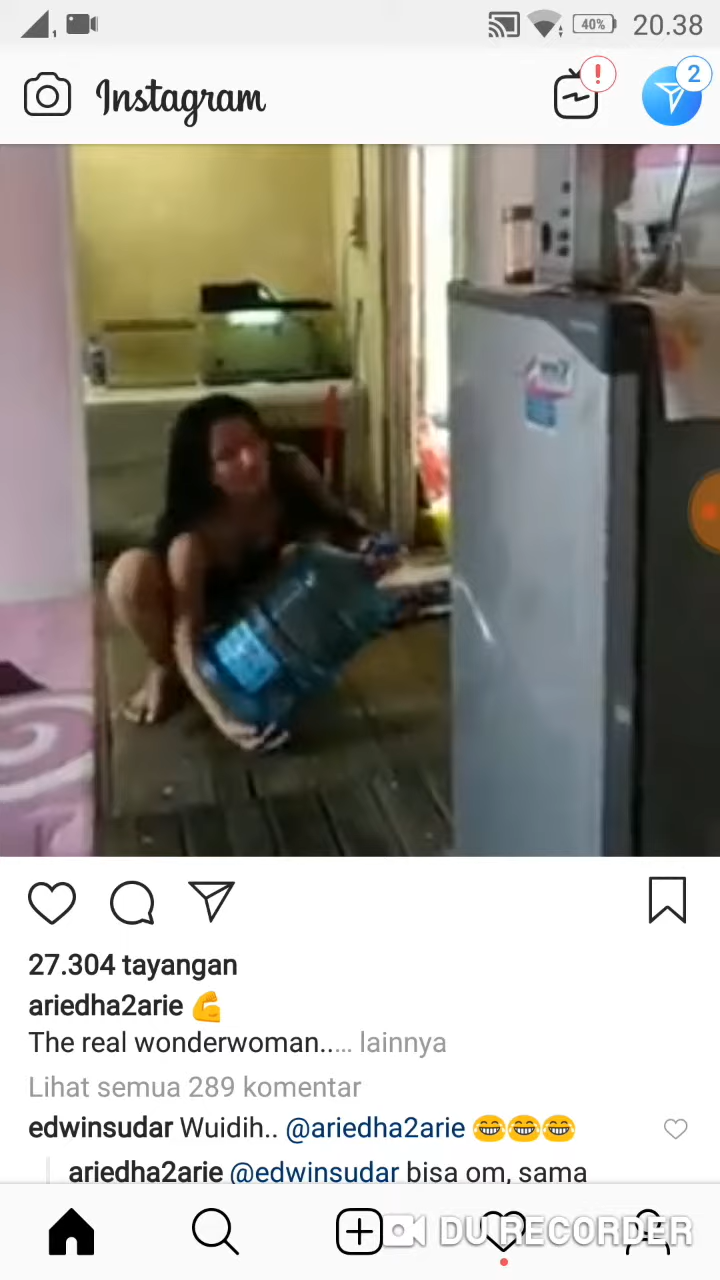 40%
20.38
Instagram
!
2
27.304 tayangan
ariedha2arie 💪
The real wonderwoman..... lainnya
Lihat semua 289 komentar
edwinsudar Wuidih.. @ariedha2arie 😂😂😂
ariedha2arie @edwinsudar bisa om, sama
DU RECORDER